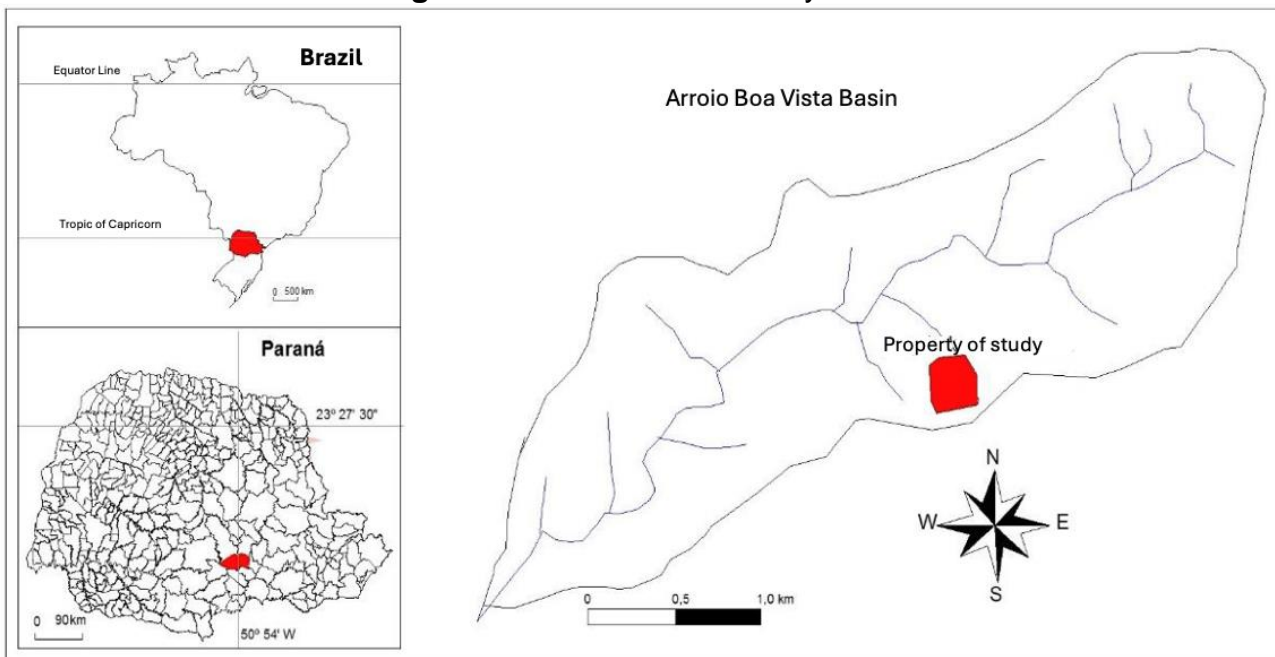 Brazil
Equator Line
Tropic of Capricorn
0 500 km
Paraná
23º 27' 30"
0 90km
50º 54' W
Arroio Boa Vista Basin
Property of study
N
W E
S
0 0,5 1,0 km